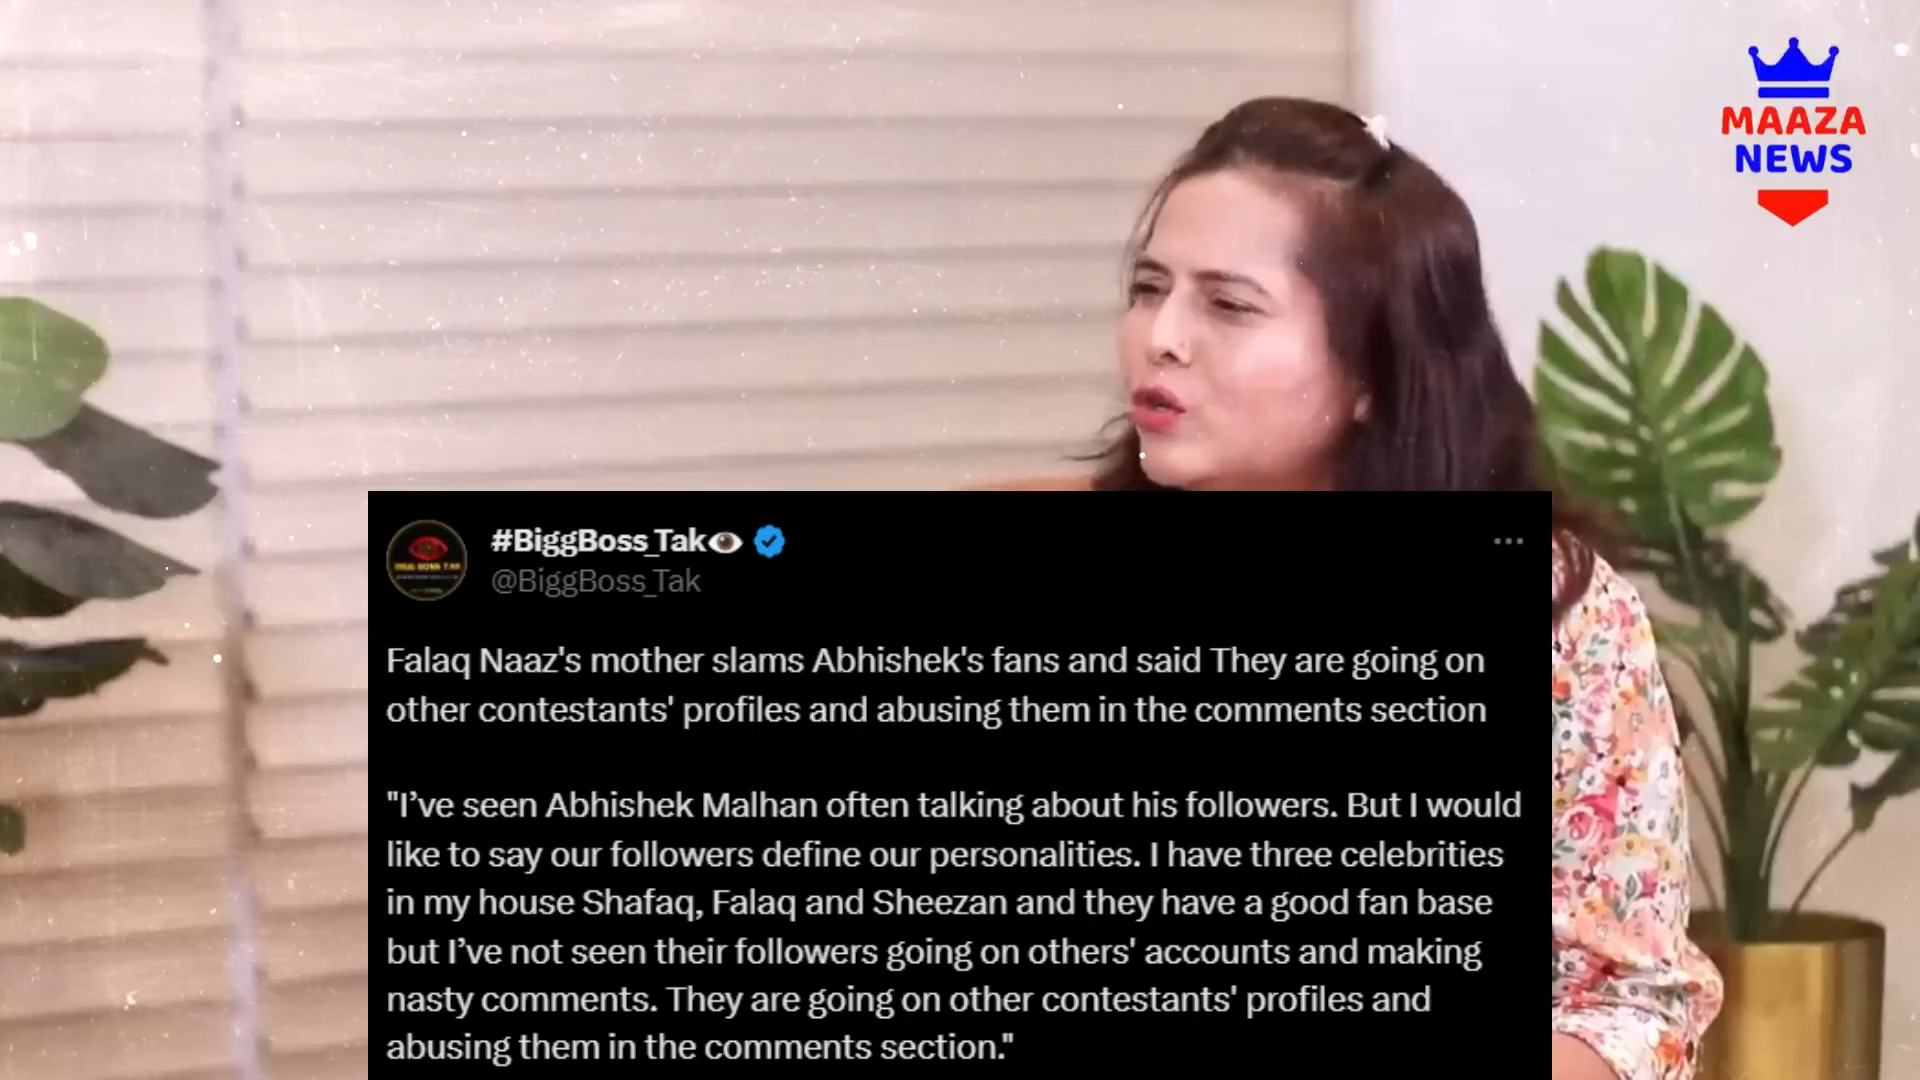 MAAZA
NEWS
#BiggBoss_Tak👁
@BiggBoss_Tak
Falaq Naaz's mother slams Abhishek's fans and said They are going on
other contestants' profiles and abusing them in the comments section
"I’ve seen Abhishek Malhan often talking about his followers. But I would
like to say our followers define our personalities. I have three celebrities
in my house Shafaq, Falaq and Sheezan and they have a good fan base
but I’ve not seen their followers going on others' accounts and making
nasty comments. They are going on other contestants' profiles and
abusing them in the comments section."